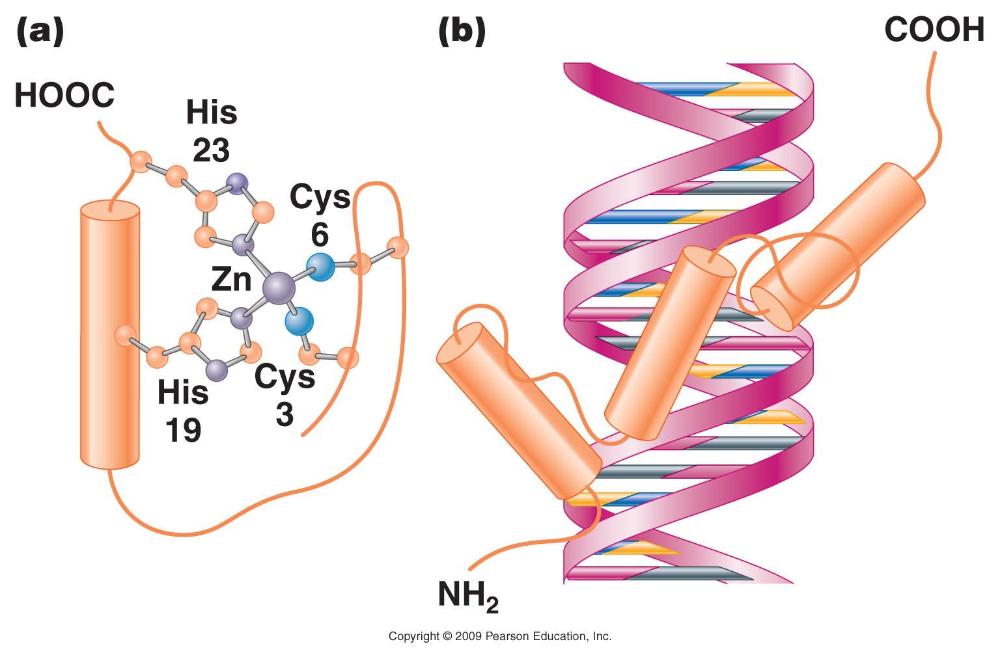 (a)
HOOC
His
23
Cys
6
Zn
His
19
Cys
3
(b)
COOH
NH₂
Copyright © 2009 Pearson Education, Inc.